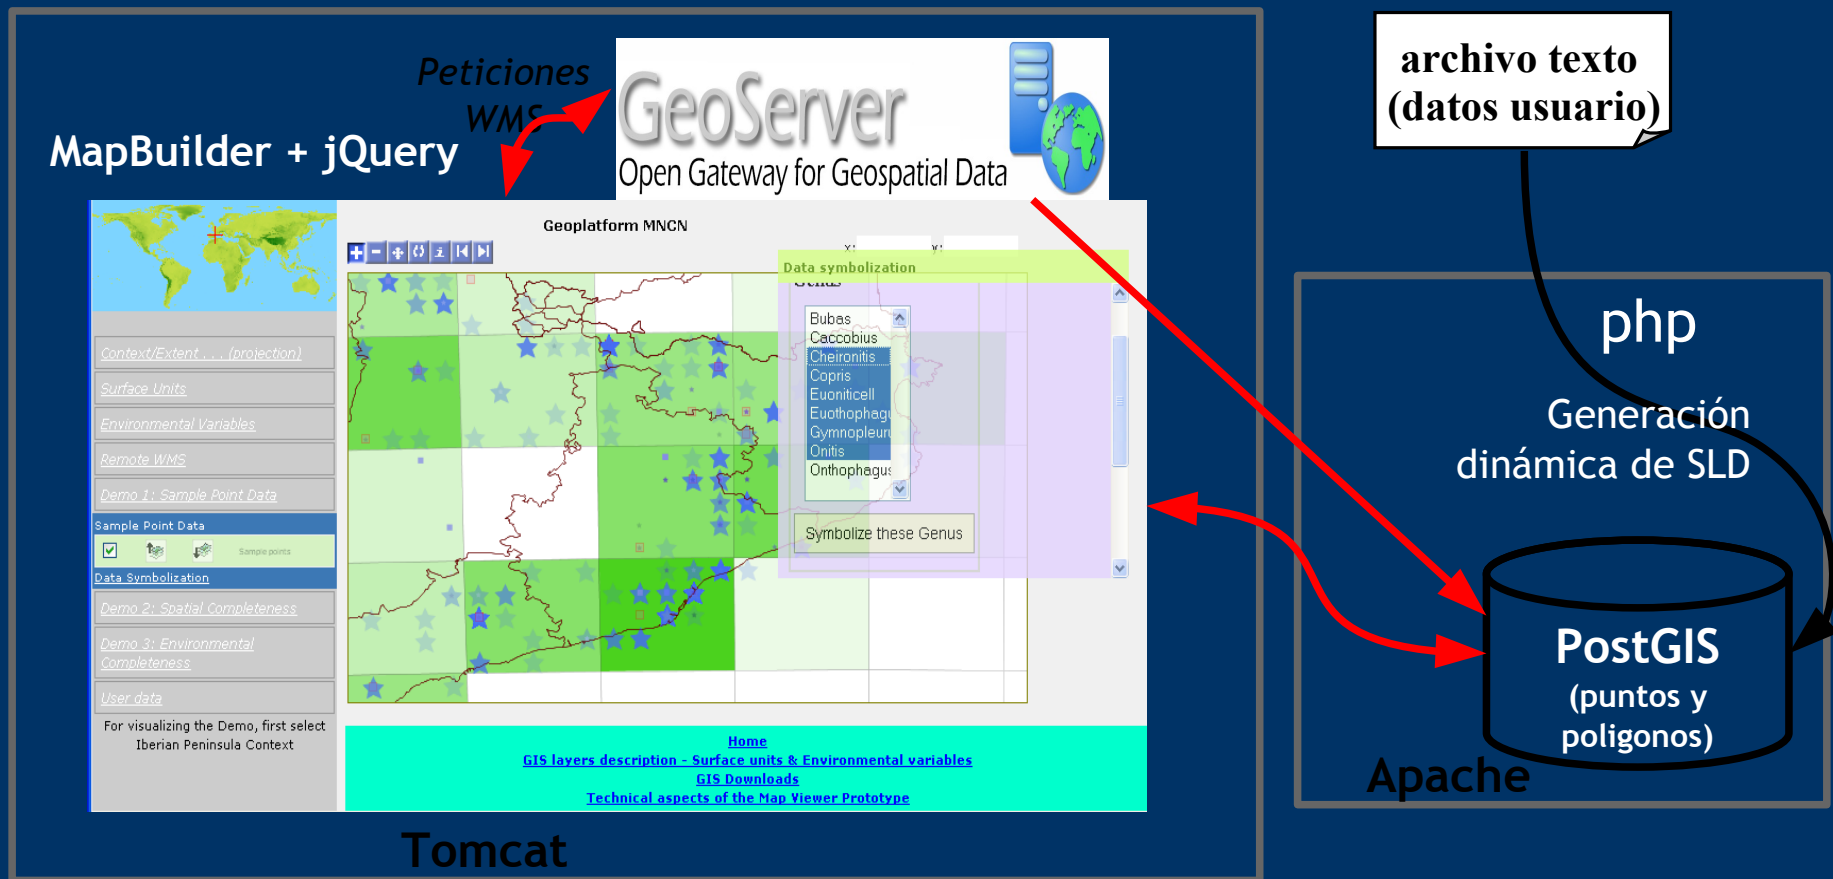 Peticiones
WMS
MapBuilder + jQuery
GeoServer
Open Gateway for Geospatial Data
archivo texto
(datos usuario)
Geoplatform MNCN
x:
y:
Data symbolization
Genus
Bubas
Caccobius
Cheironitis
Copris
Euoniticell
Euothophagu
Gymnopleuru
Onitis
Onthophagus
Symbolize these Genus
Context/Extent . . . (projection)
Surface Units
Environmental Variables
Remote WMS
Demo 1: Sample Point Data
Sample Point Data
Sample points
Data Symbolization
Demo 2: Spatial Completeness
Demo 3: Environmental
Completeness
User data
For visualizing the Demo, first select
Iberian Peninsula Context
Home
GIS layers description - Surface units & Environmental variables
GIS Downloads
Technical aspects of the Map Viewer Prototype
Tomcat
php
Generación
dinámica de SLD
PostGIS
(puntos y
poligonos)
Apache